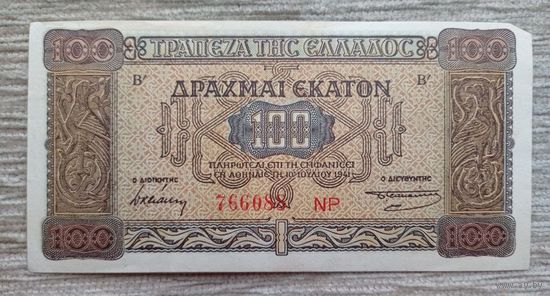 100 ΤΡΑΠΕΖΑ ΤΗΣ ΕΛΛΑΔΟΣ 100
Β′ ΔΡΑΧΜΑΙ ΕΚΑΤΟΝ Β′
100
ΠΛΗΡΩΤΕΑΙ ΕΠΙ ΤΗ ΕΜΦΑΝΙΣΕΙ
ΕΝ ΑΘΗΝΑΙΣ ΤΗ 10Η ΙΟΥΛΙΟΥ 1941
Ο ΔΙΟΙΚΗΤΗΣ Ο ΔΙΕΥΘΥΝΤΗΣ
766088 ΝΡ
100 100